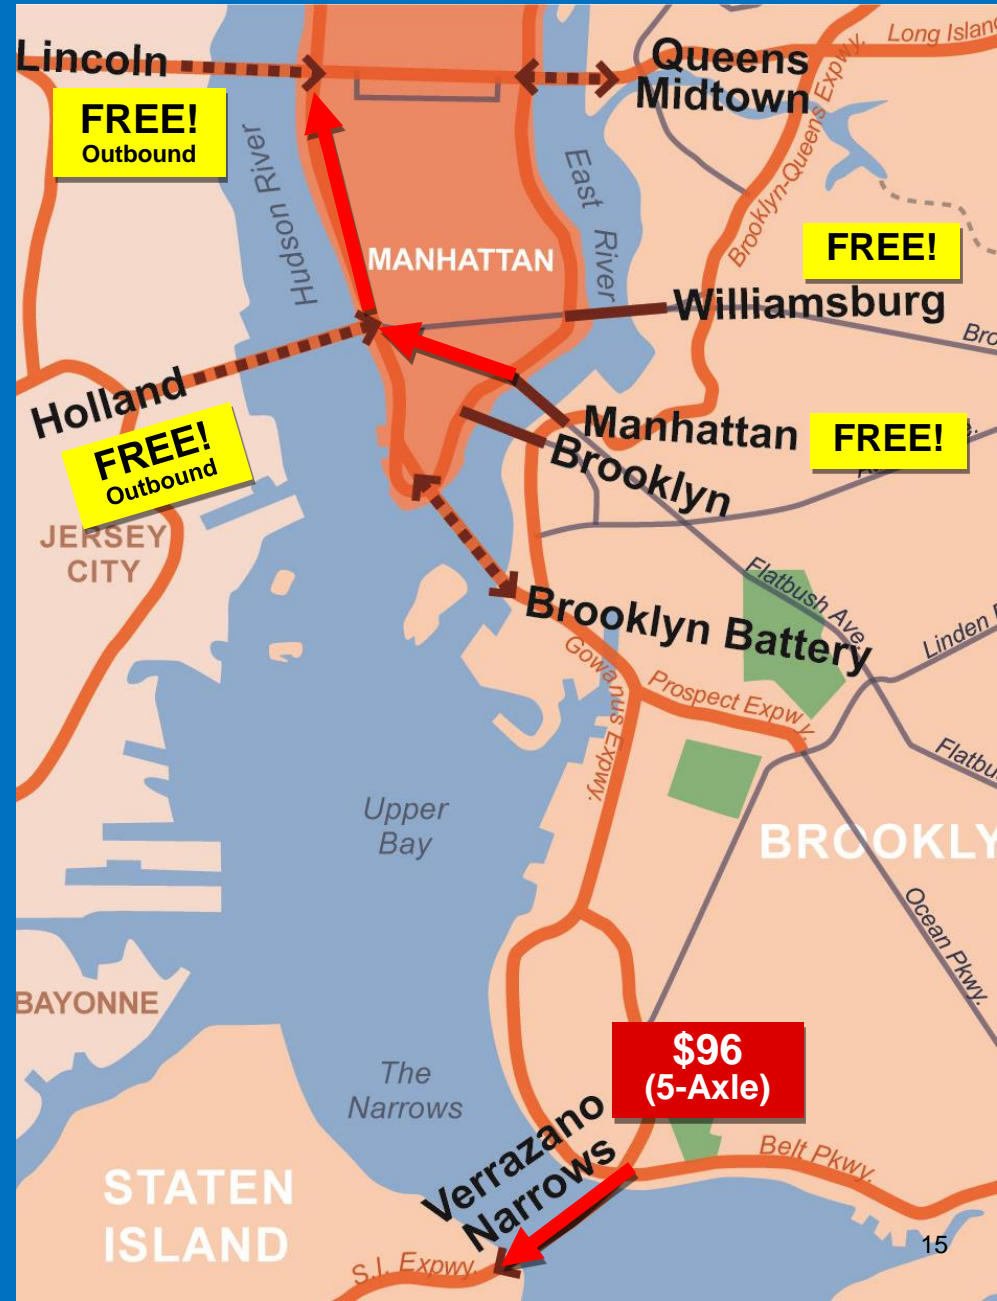 Long Island
Lincoln
Queens
Midtown
FREE!
Outbound
Hudson River
East River
Brooklyn-Queens Expwy.
MANHATTAN
FREE!
Williamsburg
Holland
FREE!
Outbound
Manhattan
FREE!
Brooklyn
JERSEY
CITY
Brooklyn Battery
Flatbush Ave.
Linden
Gowanus Expwy.
Prospect Expwy.
Flatbu
Upper
Bay
BROOKLY
Ocean Pkwy.
BAYONNE
$96
(5-Axle)
The
Narrows
Verrazano
Narrows
Belt Pkwy.
STATEN
ISLAND
S.I. Expwy.
15